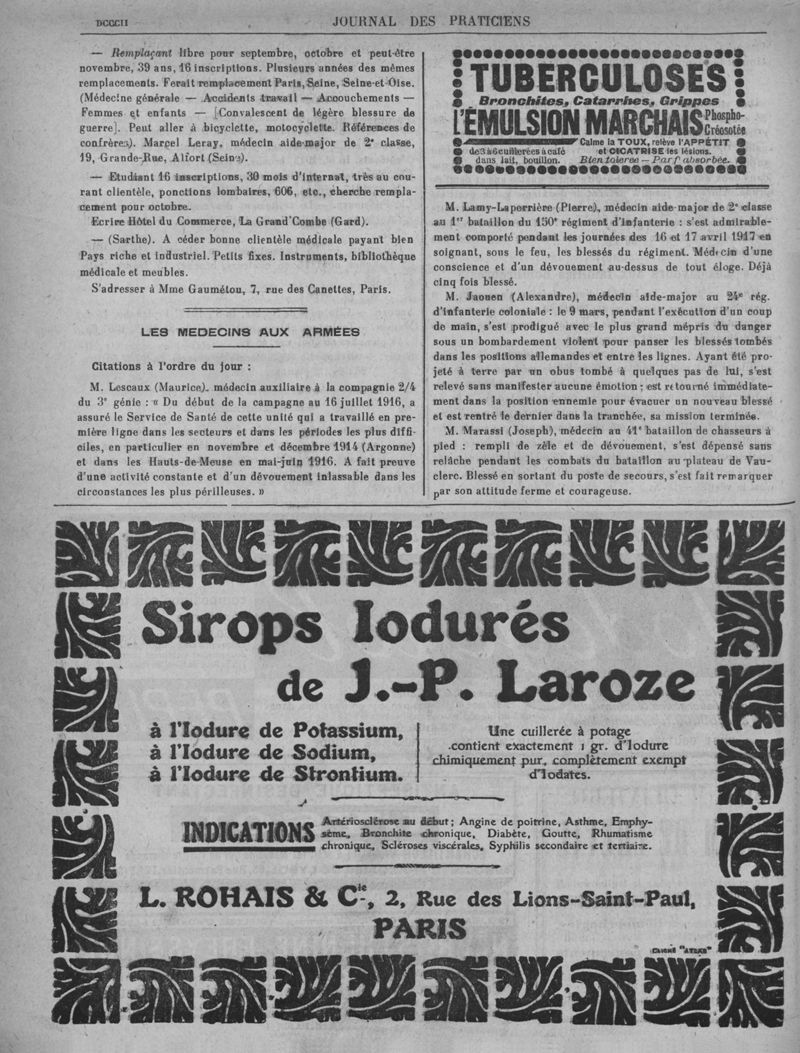 DCCCII
JOURNAL DES PRATICIENS
— Remplaçant libre pour septembre, octobre et peut-être
novembre, 39 ans, 16 inscriptions. Plusieurs années des mêmes
remplacements. Ferait remplacement Paris, Seine, Seine-et-Oise.
(Médecine générale — Accidents travail — Accouchements —
Femmes et enfants — [Convalescent de légère blessure de
guerre]. Peut aller à bicyclette, motocyclette. Références de
confrères). Marcel Leray, médecin aide-major de 2e classe,
19, Grande-Rue, Alfort (Seine).
— Etudiant 16 inscriptions, 30 mois d'internat, très au cou-
rant clientèle, ponctions lombaires, 606, etc., cherche rempla-
cement pour octobre.
Ecrire Hôtel du Commerce, La Grand'Combe (Gard).
— (Sarthe). A céder bonne clientèle médicale payant bien
Pays riche et industriel. Petits fixes. Instruments, bibliothèque
médicale et meubles.
S'adresser à Mme Gaumétou, 7, rue des Canettes, Paris.
LES MEDECINS AUX ARMÉES
Citations à l'ordre du jour :
M. Lescaux (Maurice), médecin auxiliaire à la compagnie 2/4
du 3e génie : « Du début de la campagne au 16 juillet 1916, a
assuré le Service de Santé de cette unité qui a travaillé en pre-
mière ligne dans les secteurs et dans les périodes les plus diffi-
ciles, en particulier en novembre et décembre 1914 (Argonne)
et dans les Hauts-de-Meuse en mai-juin 1916. A fait preuve
d'une activité constante et d'un dévouement inlassable dans les
circonstances les plus périlleuses. »
TUBERCULOSES
Bronchites, Catarrhes, Grippes
L'ÉMULSION MARCHAIS Phospho-
Créosotée
Calme la TOUX, relève l'APPÉTIT
de 3 à 6 cuillerées à café et CICATRISE les lésions.
dans lait, bouillon. Bien tolérée — Parf' absorbée.
M. Lamy-Laperrière (Pierre), médecin aide-major de 2e classe
au 1er bataillon du 150e régiment d'infanterie : s'est admirable-
ment comporté pendant les journées des 16 et 17 avril 1917 en
soignant, sous le feu, les blessés du régiment. Médecin d'une
conscience et d'un dévouement au-dessus de tout éloge. Déjà
cinq fois blessé.
M. Jaouen (Alexandre), médecin aide-major au 24e rég.
d'infanterie coloniale : le 9 mars, pendant l'exécution d'un coup
de main, s'est prodigué avec le plus grand mépris du danger
sous un bombardement violent pour panser les blessés tombés
dans les positions allemandes et entre les lignes. Ayant été pro-
jeté à terre par un obus tombé à quelques pas de lui, s'est
relevé sans manifester aucune émotion ; est retourné immédiate-
ment dans la position ennemie pour évacuer un nouveau blessé
et est rentré le dernier dans la tranchée, sa mission terminée.
M. Marassi (Joseph), médecin au 41e bataillon de chasseurs à
pied : rempli de zèle et de dévouement, s'est dépensé sans
relâche pendant les combats du bataillon au plateau de Vau-
clerc. Blessé en sortant du poste de secours, s'est fait remarquer
par son attitude ferme et courageuse.
Sirops Iodurés
de J.-P. Laroze
à l'Iodure de Potassium,
à l'Iodure de Sodium,
à l'Iodure de Strontium.
Une cuillerée à potage
contient exactement 1 gr. d'Iodure
chimiquement pur, complètement exempt
d'Iodates.
INDICATIONS
Artériosclérose au début ; Angine de poitrine, Asthme, Emphy-
sème, Bronchite chronique, Diabète, Goutte, Rhumatisme
chronique, Scléroses viscérales, Syphilis secondaire et tertiaire.
L. ROHAIS & Cie, 2, Rue des Lions-Saint-Paul,
PARIS
CLICHÉ "ATLAS"